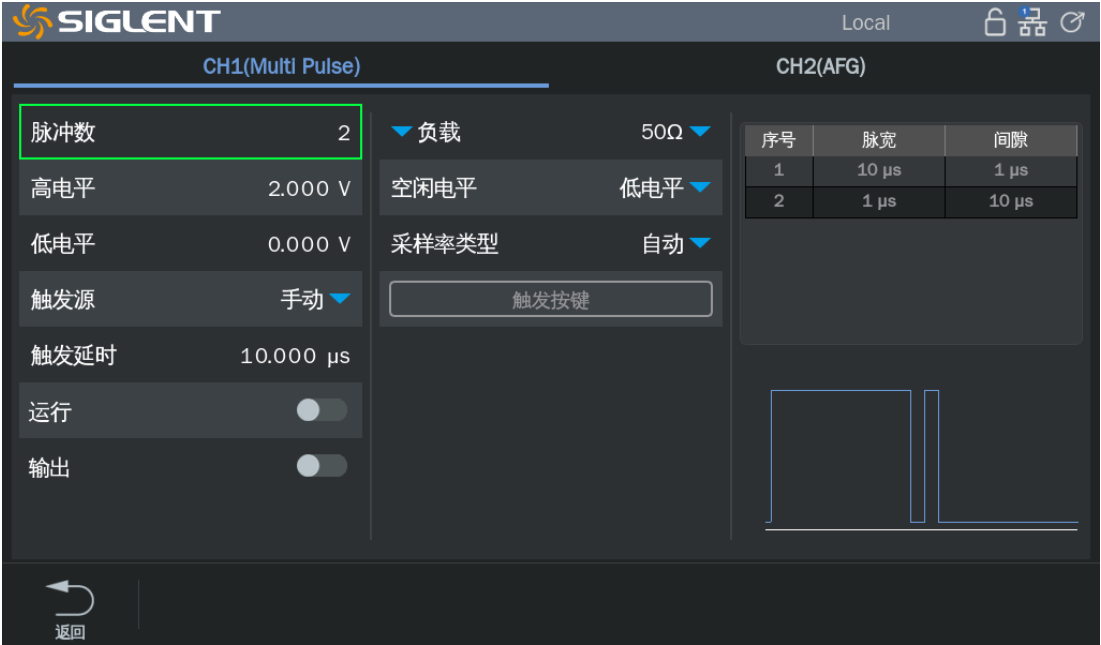 SIGLENT
Local
1
CH1(Multi Pulse)
CH2(AFG)
脉冲数 2
高电平 2.000 V
低电平 0.000 V
触发源 手动
触发延时 10.000 µs
运行
输出
负载 50Ω
空闲电平 低电平
采样率类型 自动
触发按键
序号 脉宽 间隙
1 10 µs 1 µs
2 1 µs 10 µs
返回